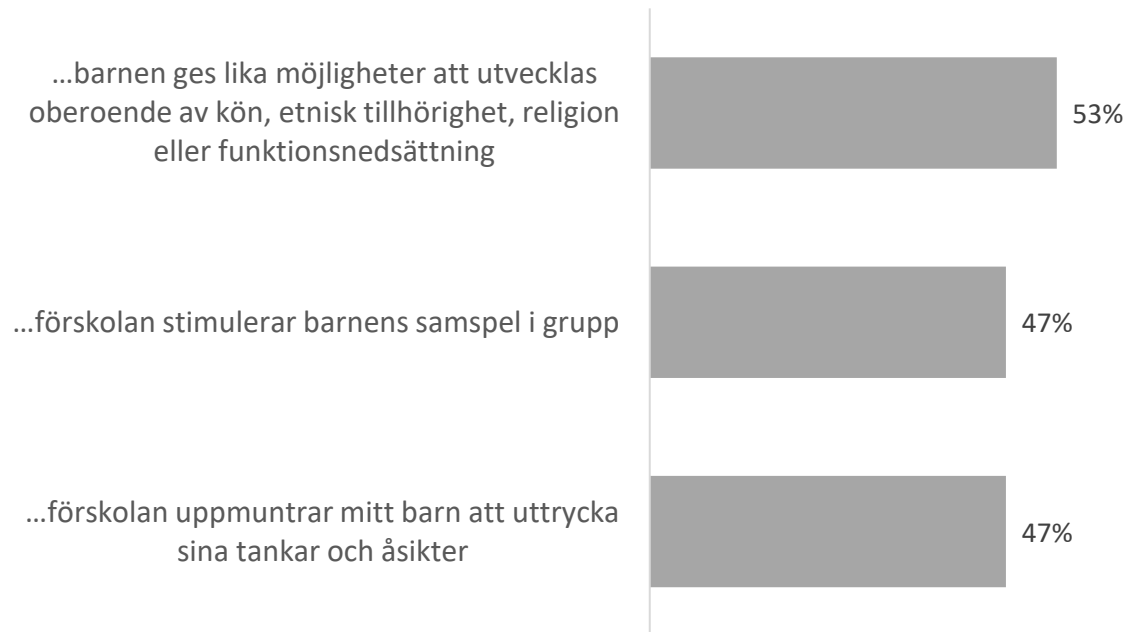 ...barnen ges lika möjligheter att utvecklas
oberoende av kön, etnisk tillhörighet, religion
eller funktionsnedsättning
53%
...förskolan stimulerar barnens samspel i grupp
47%
...förskolan uppmuntrar mitt barn att uttrycka
sina tankar och åsikter
47%